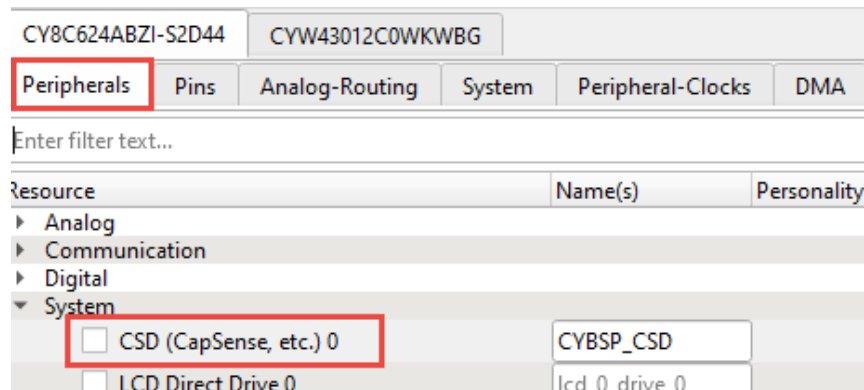 CY8C624ABZI-S2D44 CYW43012C0WKWBG
Peripherals Pins Analog-Routing System Peripheral-Clocks DMA
Enter filter text...
Resource Name(s) Personality
Analog
Communication
Digital
System
CSD (CapSense, etc.) 0 CYBSP_CSD
LCD Direct Drive 0 lcd_0_drive_0